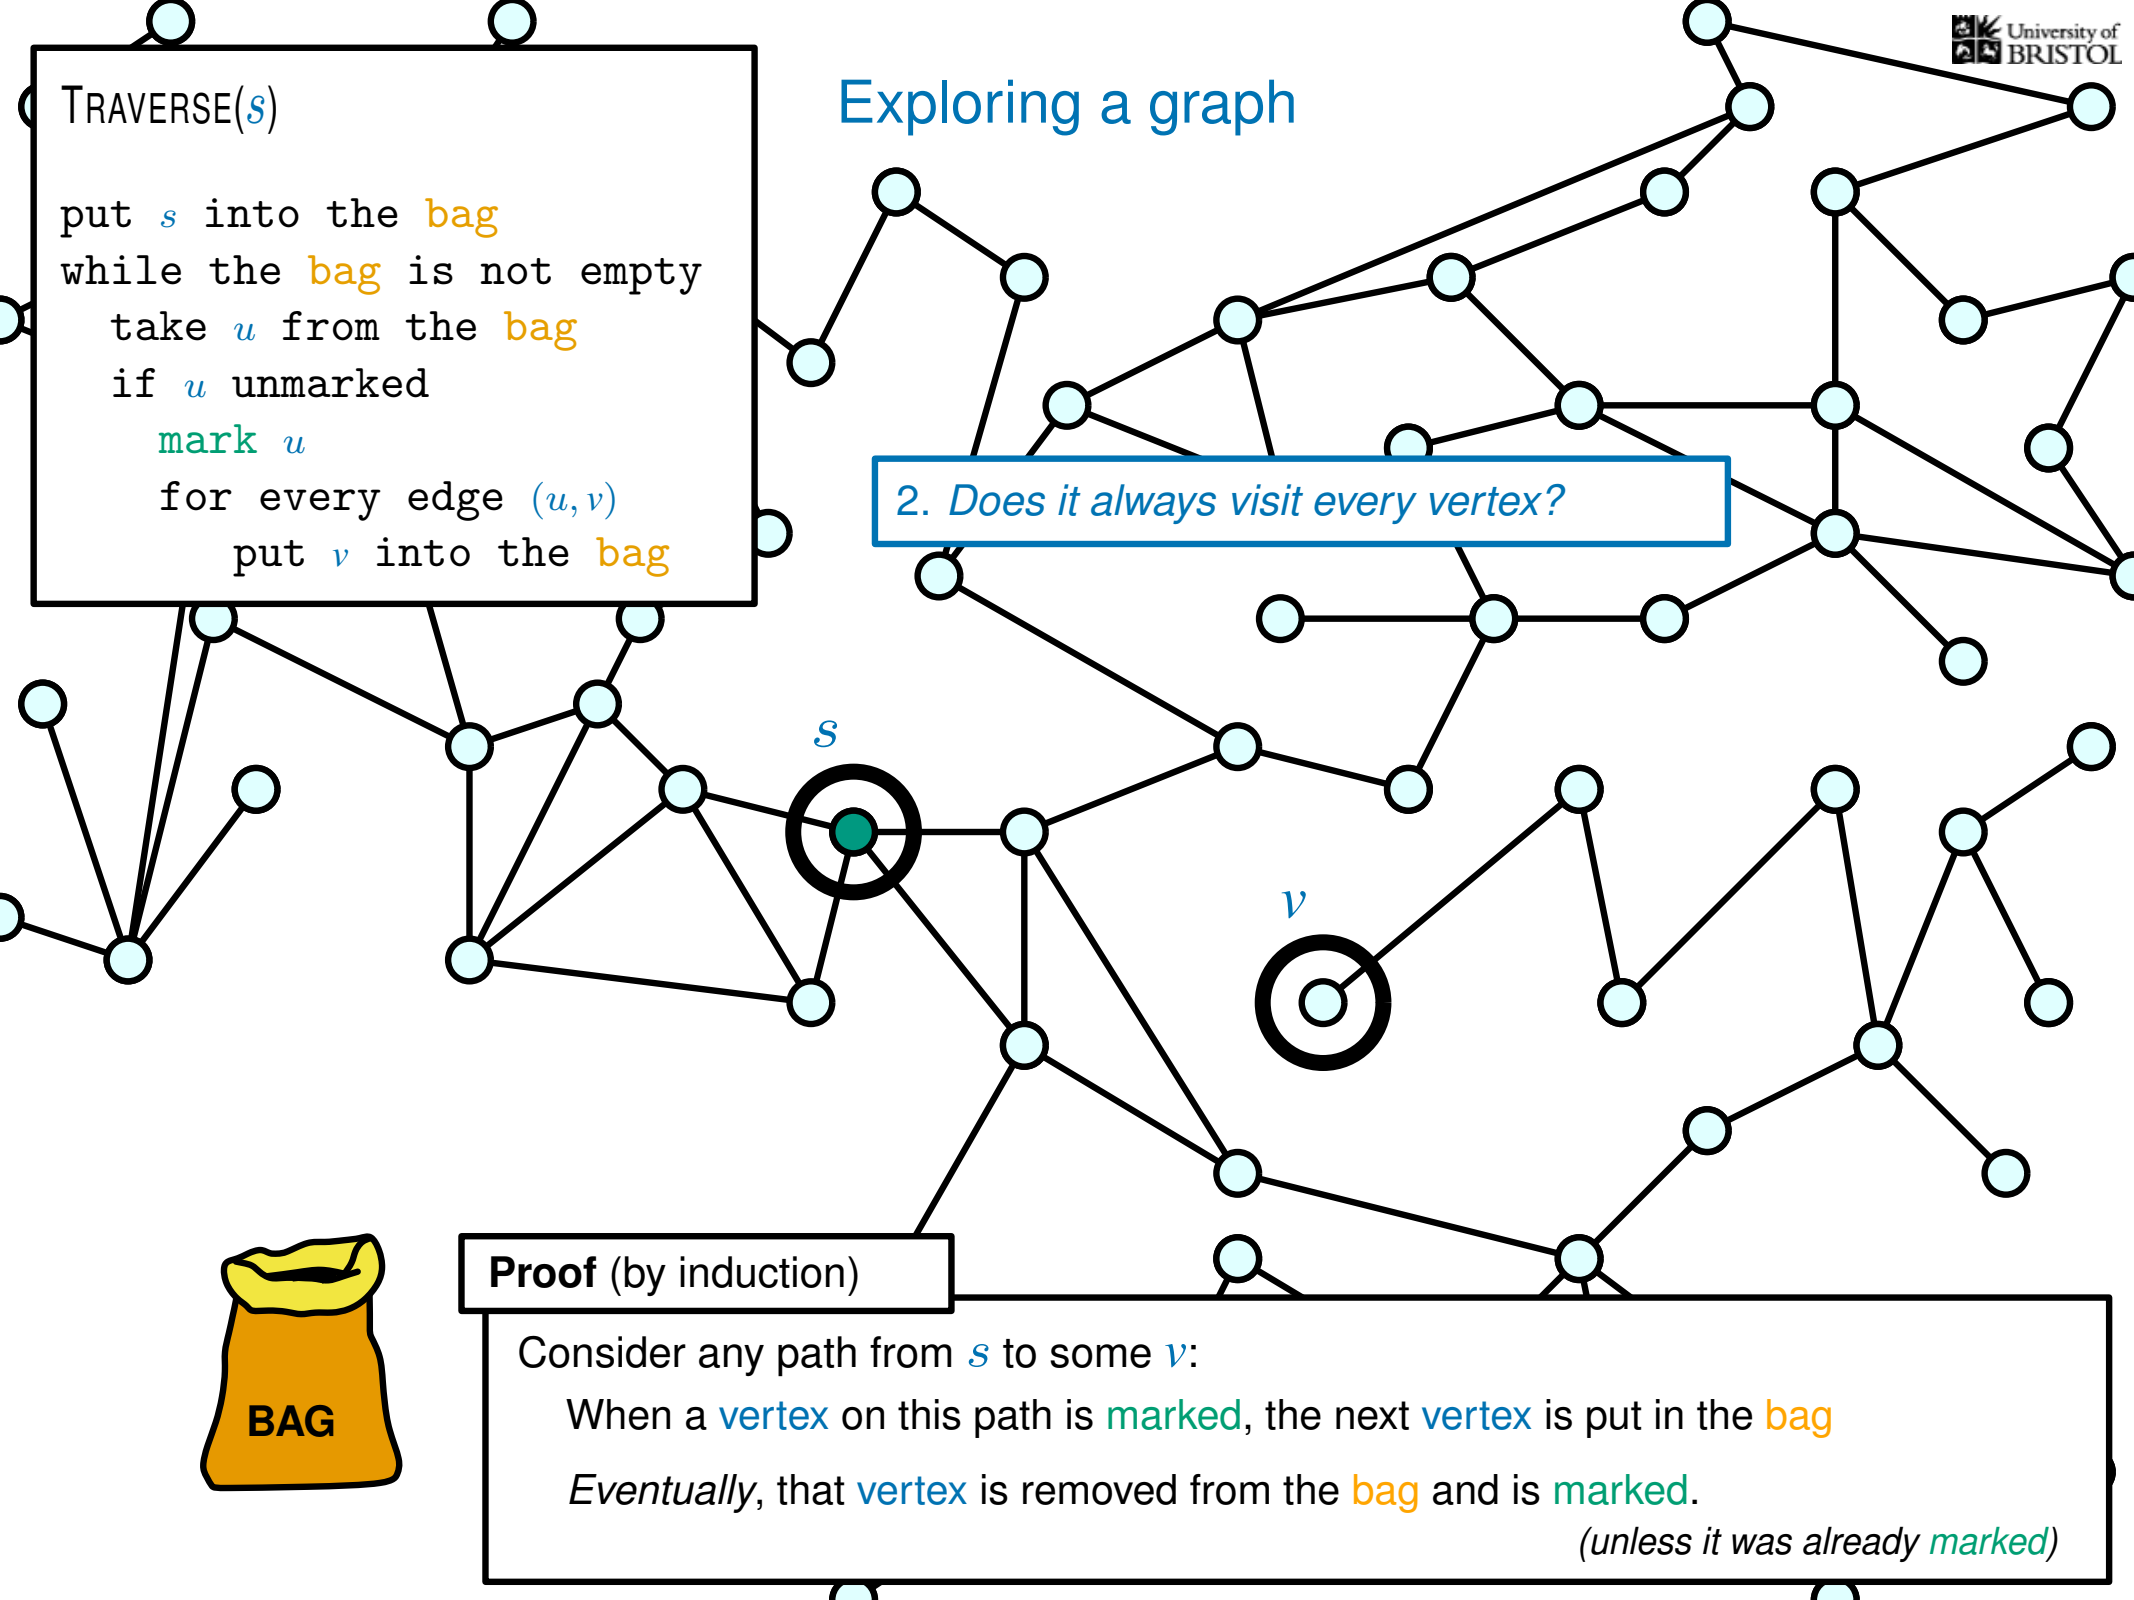 University of
BRISTOL
Exploring a graph
TRAVERSE(s)
put s into the bag
while the bag is not empty
take u from the bag
if u unmarked
mark u
for every edge (u, v)
put v into the bag
2. Does it always visit every vertex?
s
v
BAG
Proof (by induction)
Consider any path from s to some v:
When a vertex on this path is marked, the next vertex is put in the bag
Eventually, that vertex is removed from the bag and is marked.
(unless it was already marked)